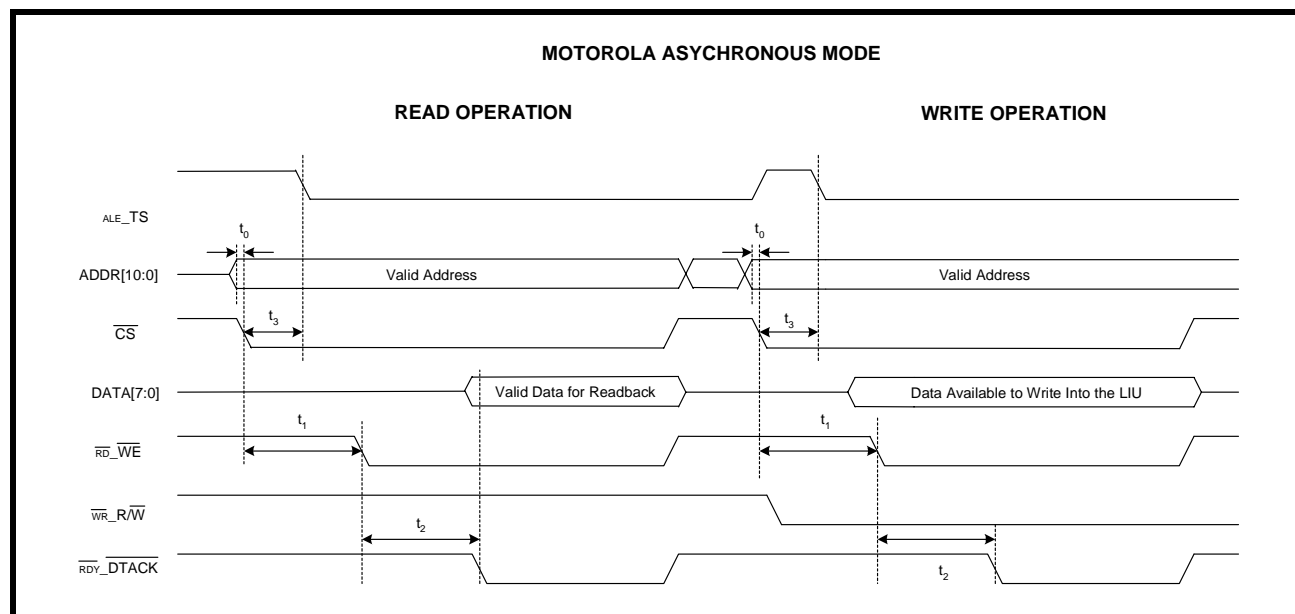 MOTOROLA ASYCHRONOUS MODE
READ OPERATION
WRITE OPERATION
ALE_TS
t0
t0
ADDR[10:0]
Valid Address
Valid Address
CS
t3
t3
DATA[7:0]
Valid Data for Readback
Data Available to Write Into the LIU
t1
t1
RD_WE
WR_R/W
t2
RDY_DTACK
t2